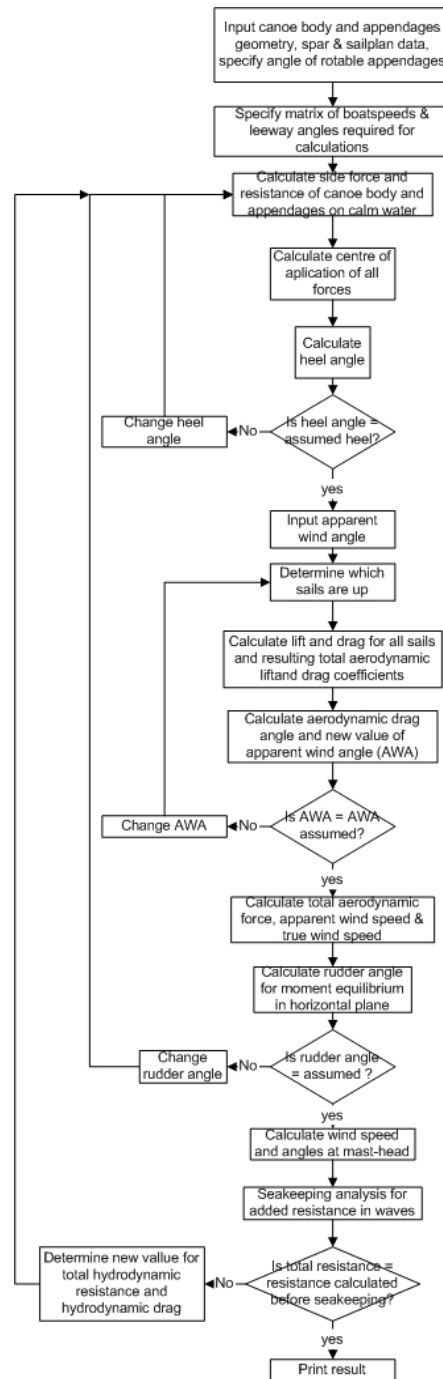 Input canoe body and appendages
geometry, spar & sailplan data,
specify angle of rotable appendages
Specify matrix of boatspeeds &
leeway angles required for
calculations
Calculate side force and
resistance of canoe body and
appendages on calm water
Calculate centre of
aplication of all
forces
Calculate
heel angle
Is heel angle =
assumed heel?
No
Change heel
angle
yes
Input apparent
wind angle
Determine which
sails are up
Calculate lift and drag for all sails
and resulting total aerodynamic
liftand drag coefficients
Calculate aerodynamic drag
angle and new value of
apparent wind angle (AWA)
Is AWA = AWA
assumed?
No
Change AWA
yes
Calculate total aerodynamic
force, apparent wind speed &
true wind speed
Calculate rudder angle
for moment equilibrium
in horizontal plane
Is rudder angle
= assumed ?
No
Change
rudder angle
yes
Calculate wind speed
and angles at mast-head
Seakeeping analysis for
added resistance in waves
Is total resistance =
resistance calculated
before seakeeping?
No
Determine new vallue for
total hydrodynamic
resistance and
hydrodynamic drag
yes
Print result